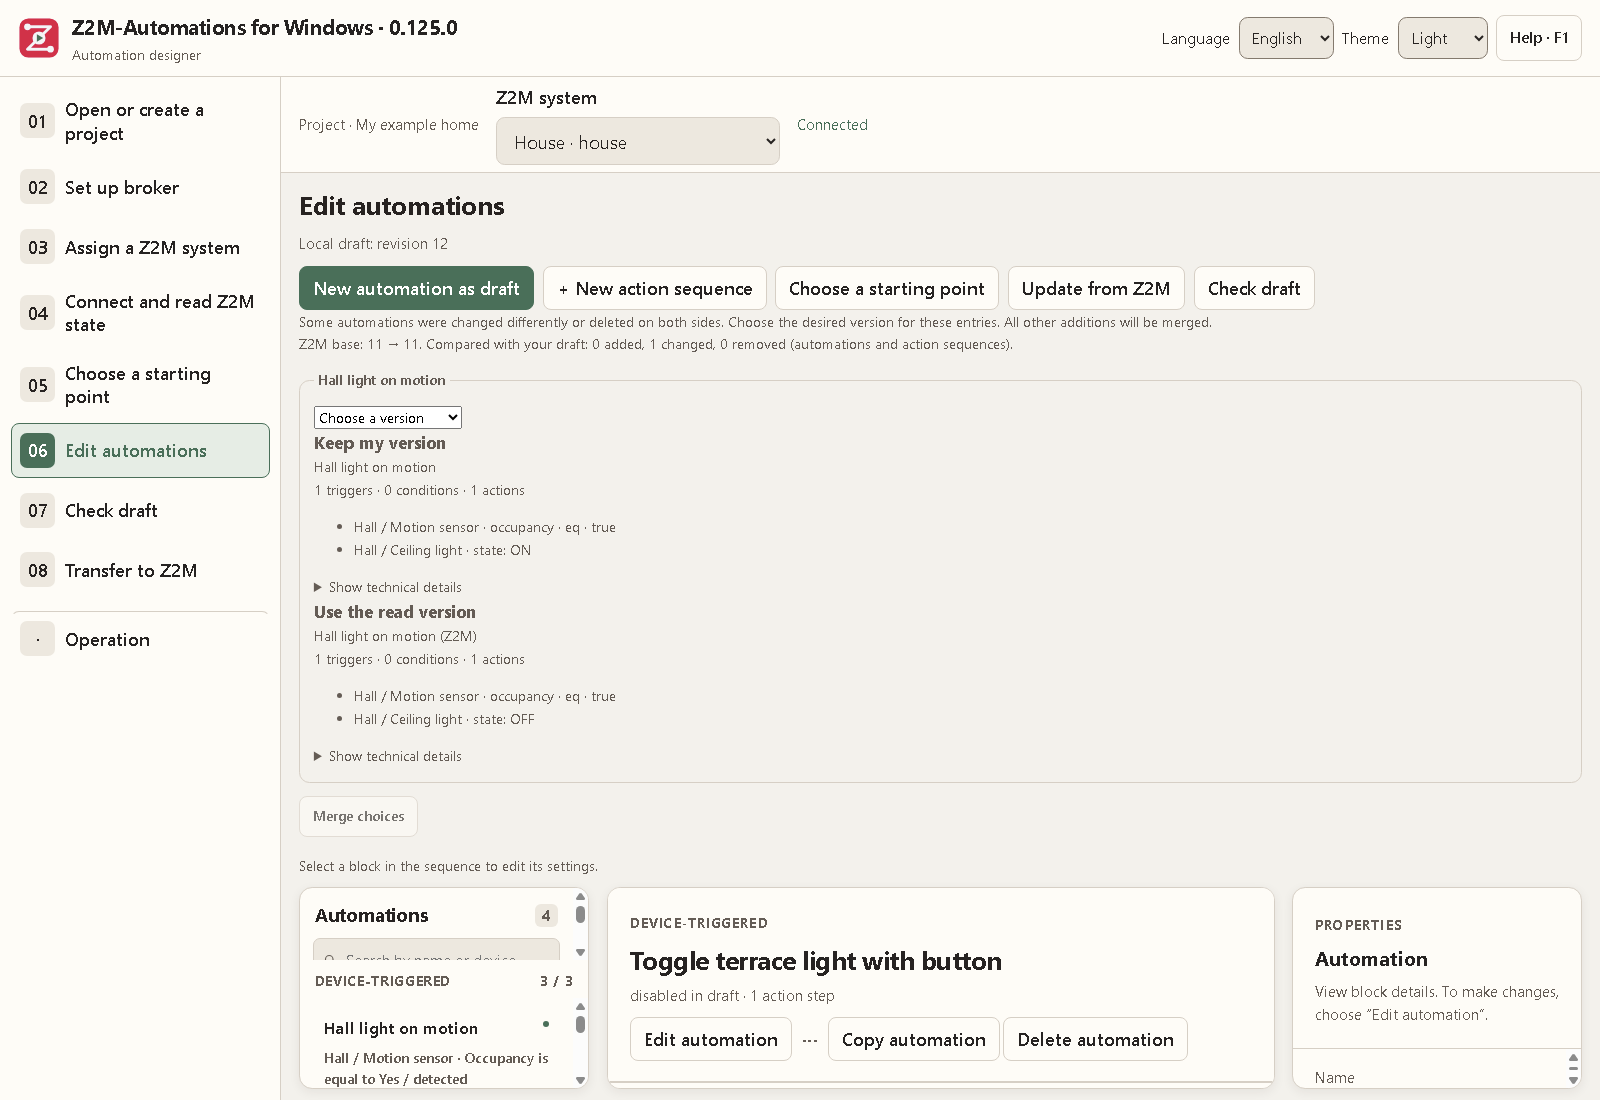 Z2M-Automations for Windows · 0.125.0
Automation designer
Language
English
Theme
Light
Help · F1
01
Open or create a
project
02
Set up broker
03
Assign a Z2M system
04
Connect and read Z2M
state
05
Choose a starting
point
06
Edit automations
07
Check draft
08
Transfer to Z2M
·
Operation
Project · My example home
Z2M system
House · house
Connected
Edit automations
Local draft: revision 12
New automation as draft
+ New action sequence
Choose a starting point
Update from Z2M
Check draft
Some automations were changed differently or deleted on both sides. Choose the desired version for these entries. All other additions will be merged.
Z2M base: 11 → 11. Compared with your draft: 0 added, 1 changed, 0 removed (automations and action sequences).
Hall light on motion
Choose a version
Keep my version
Hall light on motion
1 triggers · 0 conditions · 1 actions
• Hall / Motion sensor · occupancy · eq · true
• Hall / Ceiling light · state: ON
▶ Show technical details
Use the read version
Hall light on motion (Z2M)
1 triggers · 0 conditions · 1 actions
• Hall / Motion sensor · occupancy · eq · true
• Hall / Ceiling light · state: OFF
▶ Show technical details
Merge choices
Select a block in the sequence to edit its settings.
Automations
4
Search by name or device
DEVICE-TRIGGERED
3 / 3
Hall light on motion
Hall / Motion sensor · Occupancy is
equal to Yes / detected
DEVICE-TRIGGERED
Toggle terrace light with button
disabled in draft · 1 action step
Edit automation
···
Copy automation
Delete automation
PROPERTIES
Automation
View block details. To make changes,
choose “Edit automation”.
Name